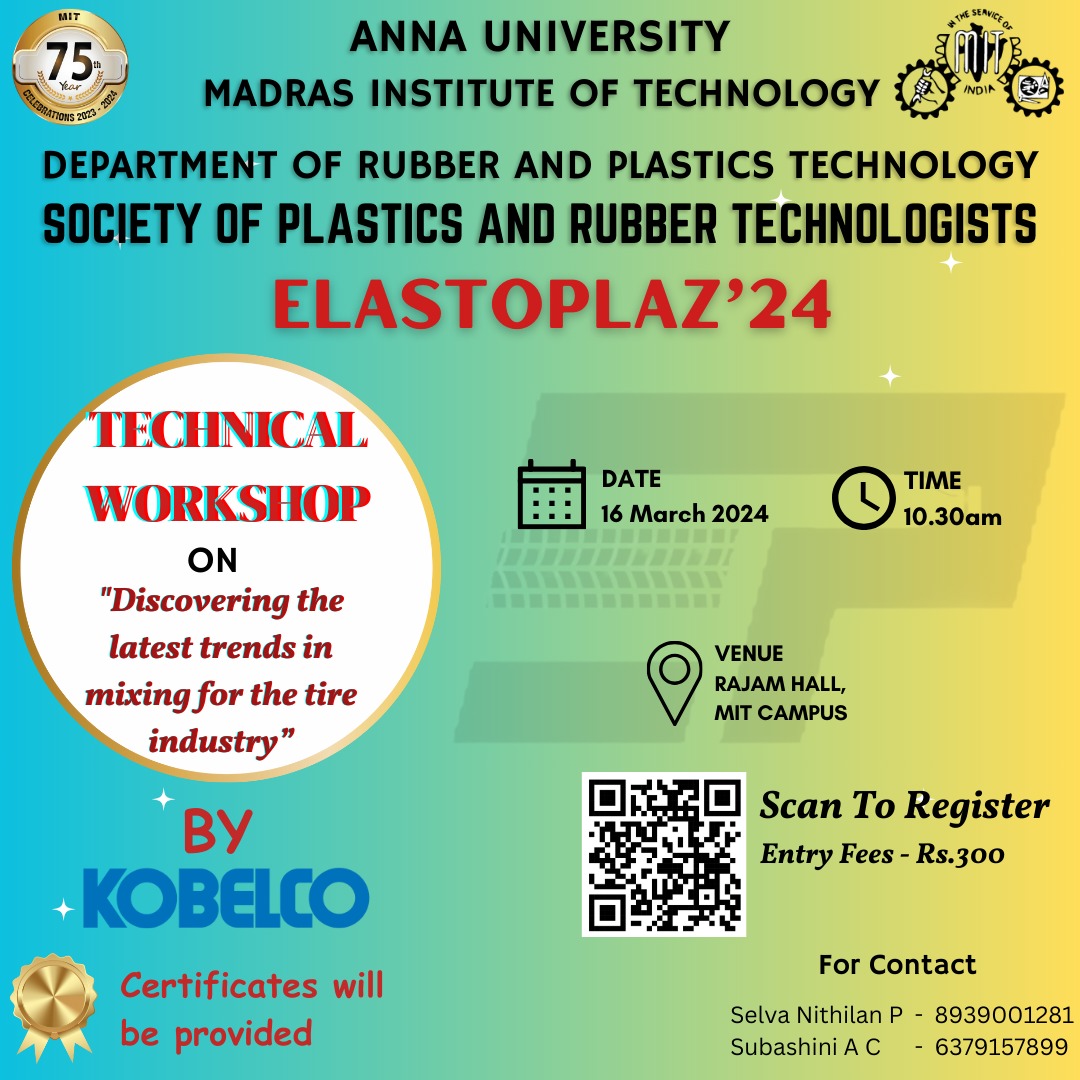 MIT
75th
Year
CELEBRATIONS 2023 - 2024
ANNA UNIVERSITY
MADRAS INSTITUTE OF TECHNOLOGY
IN THE SERVICE OF
MIT
INDIA
DEPARTMENT OF RUBBER AND PLASTICS TECHNOLOGY
SOCIETY OF PLASTICS AND RUBBER TECHNOLOGISTS
ELASTOPLAZ’24
TECHNICAL
WORKSHOP
ON
"Discovering the
latest trends in
mixing for the tire
industry”
BY
KOBELCO
Certificates will
be provided
DATE
16 March 2024
TIME
10.30am
VENUE
RAJAM HALL,
MIT CAMPUS
Scan To Register
Entry Fees - Rs.300
For Contact
Selva Nithilan P - 8939001281
Subashini A C - 6379157899